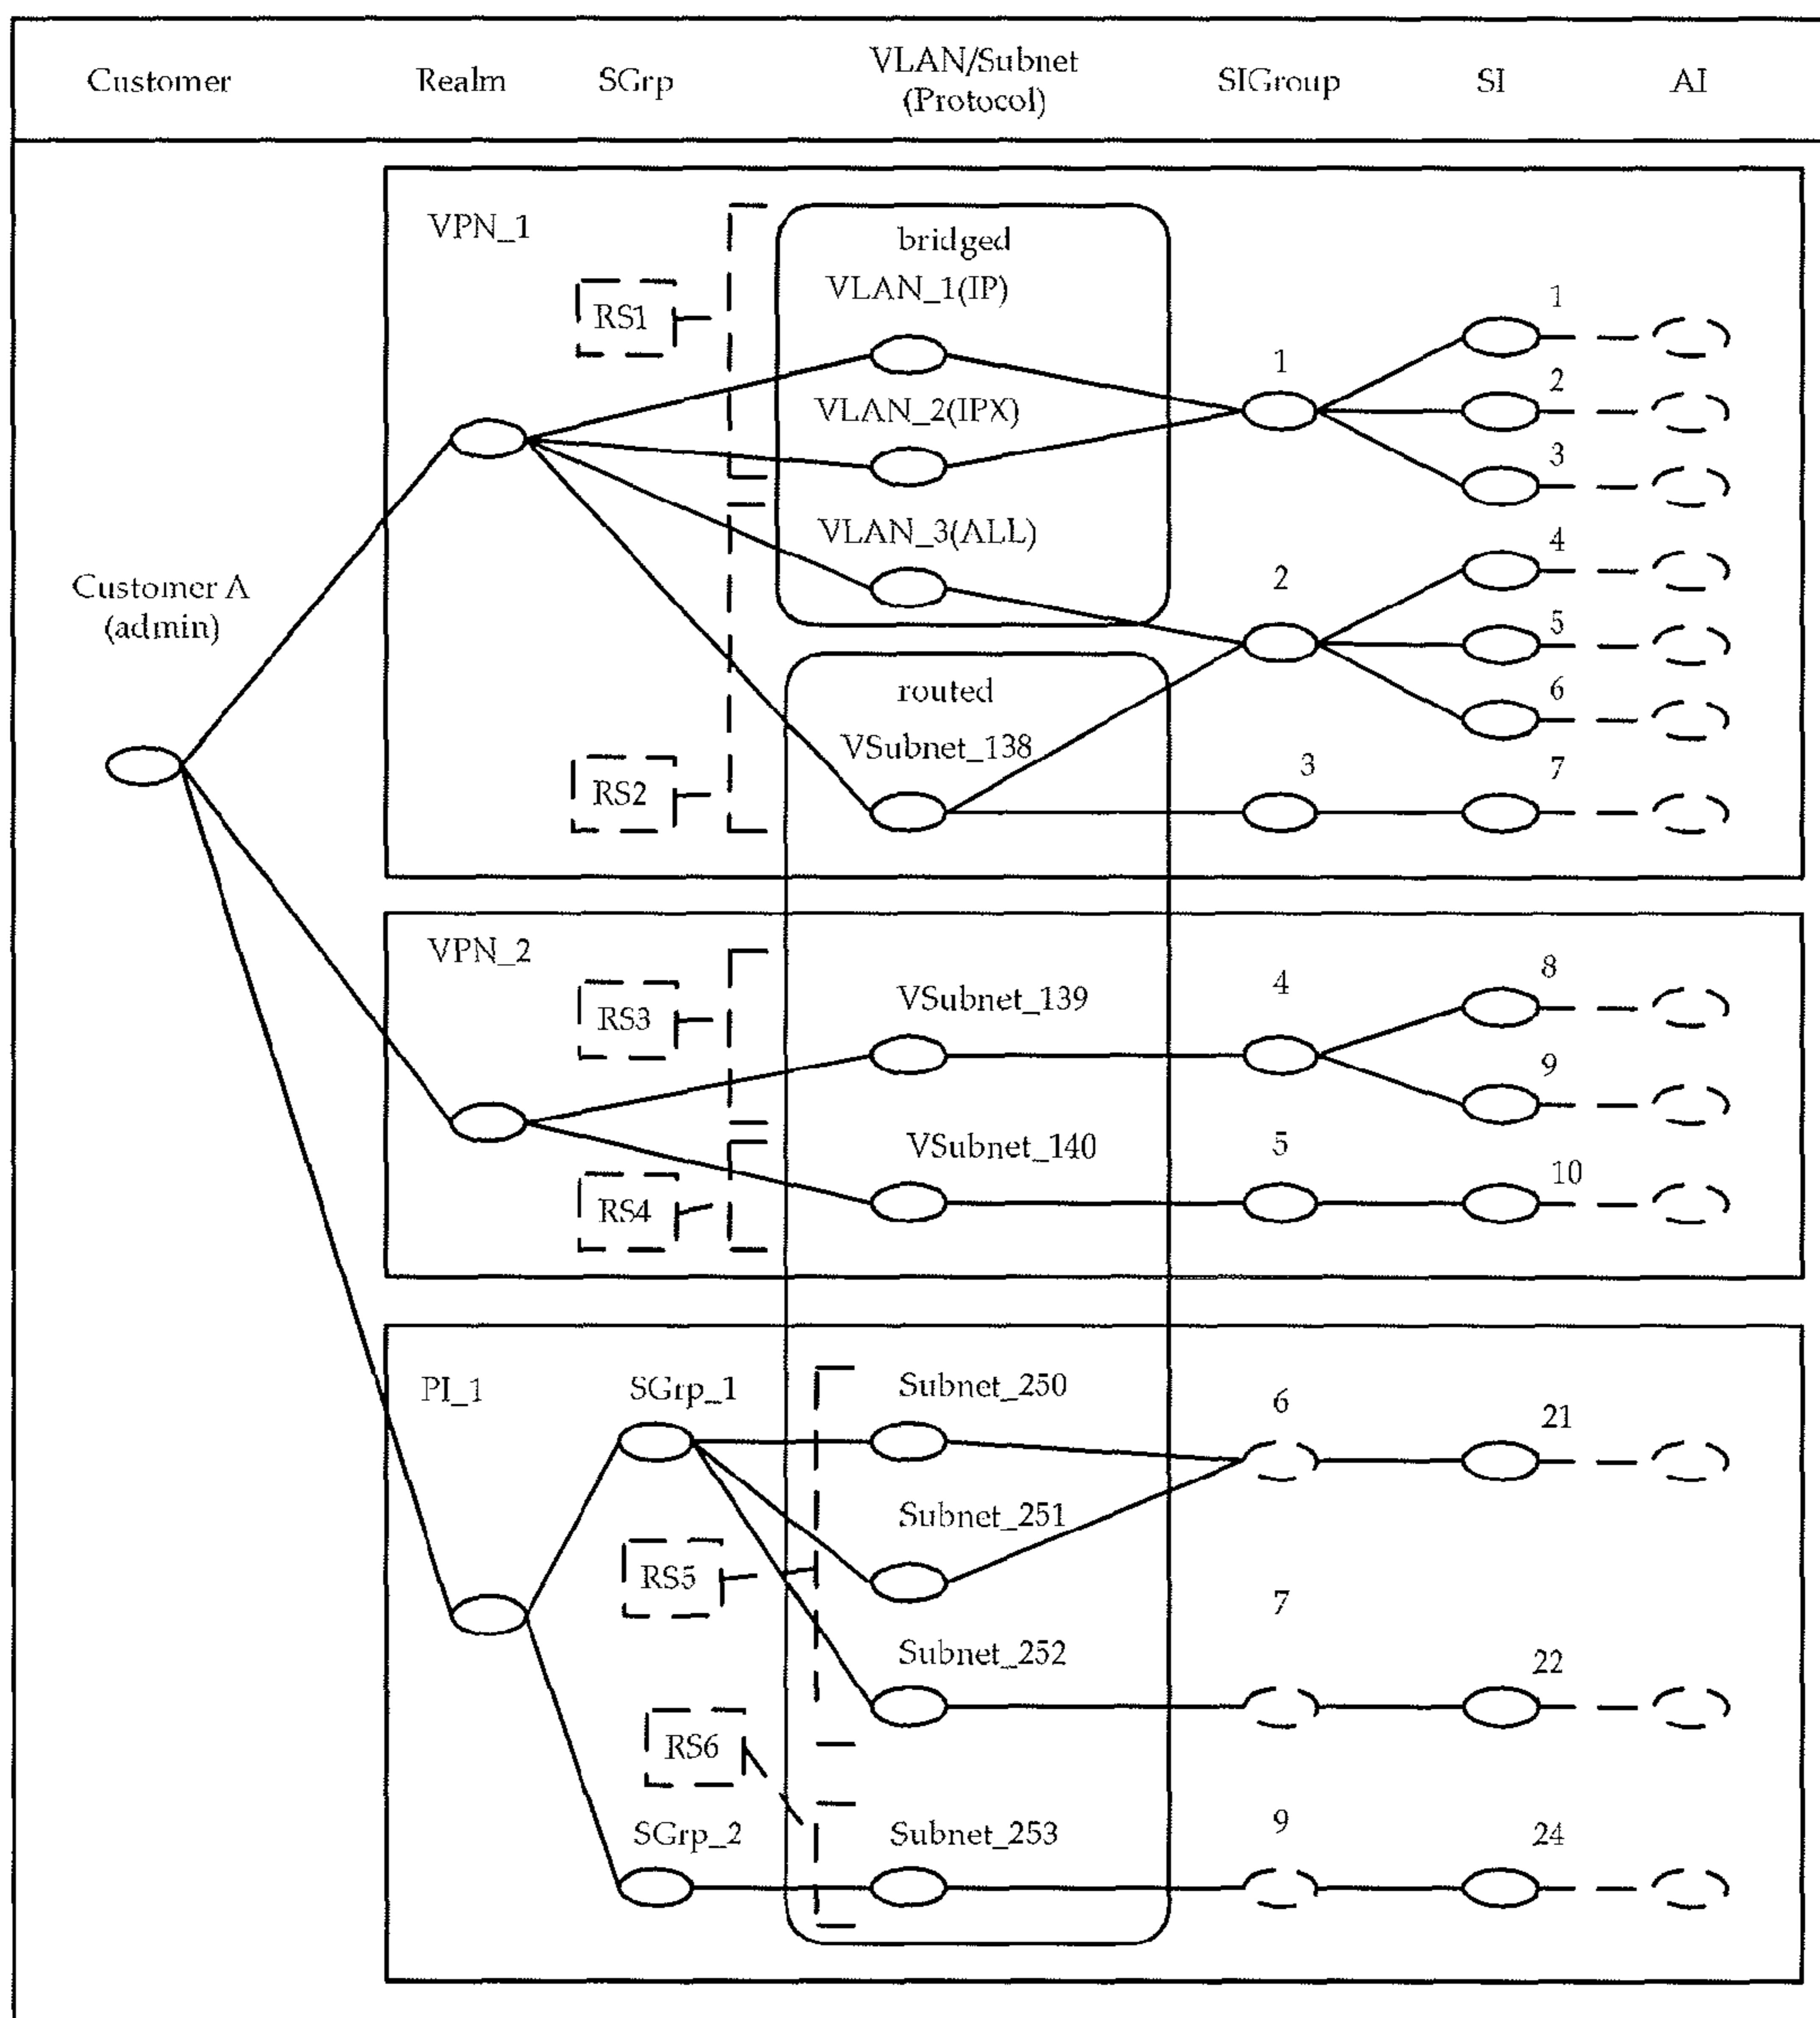 Customer
Realm
SGrp
VLAN/Subnet
(Protocol)
SIGroup
SI
AI
VPN_1
bridged
VLAN_1(IP)
RS1
1
1
VLAN_2(IPX)
2
3
VLAN_3(ALL)
4
2
Customer A
(admin)
5
6
routed
VSubnet_138
RS2
3
7
VPN_2
8
RS3
VSubnet_139
4
9
VSubnet_140
5
10
RS4
PI_1
SGrp_1
Subnet_250
6
21
Subnet_251
RS5
7
Subnet_252
22
RS6
SGrp_2
Subnet_253
9
24